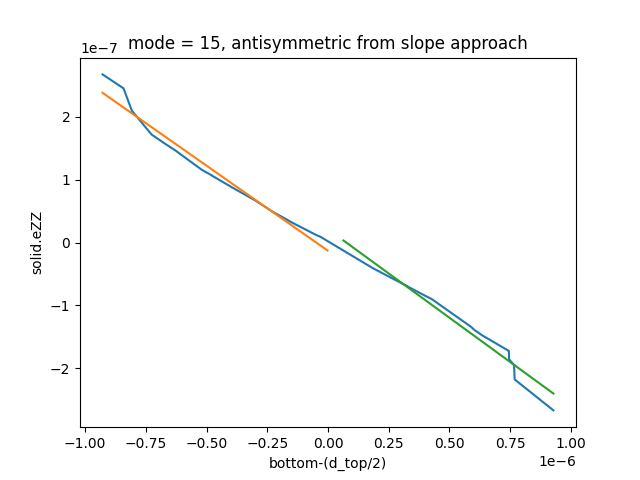 mode = 15, antisymmetric from slope approach
1e−7
2
1
0
−1
−2
solid.eZZ
−1.00 −0.75 −0.50 −0.25 0.00 0.25 0.50 0.75 1.00
1e−6
bottom-(d_top/2)